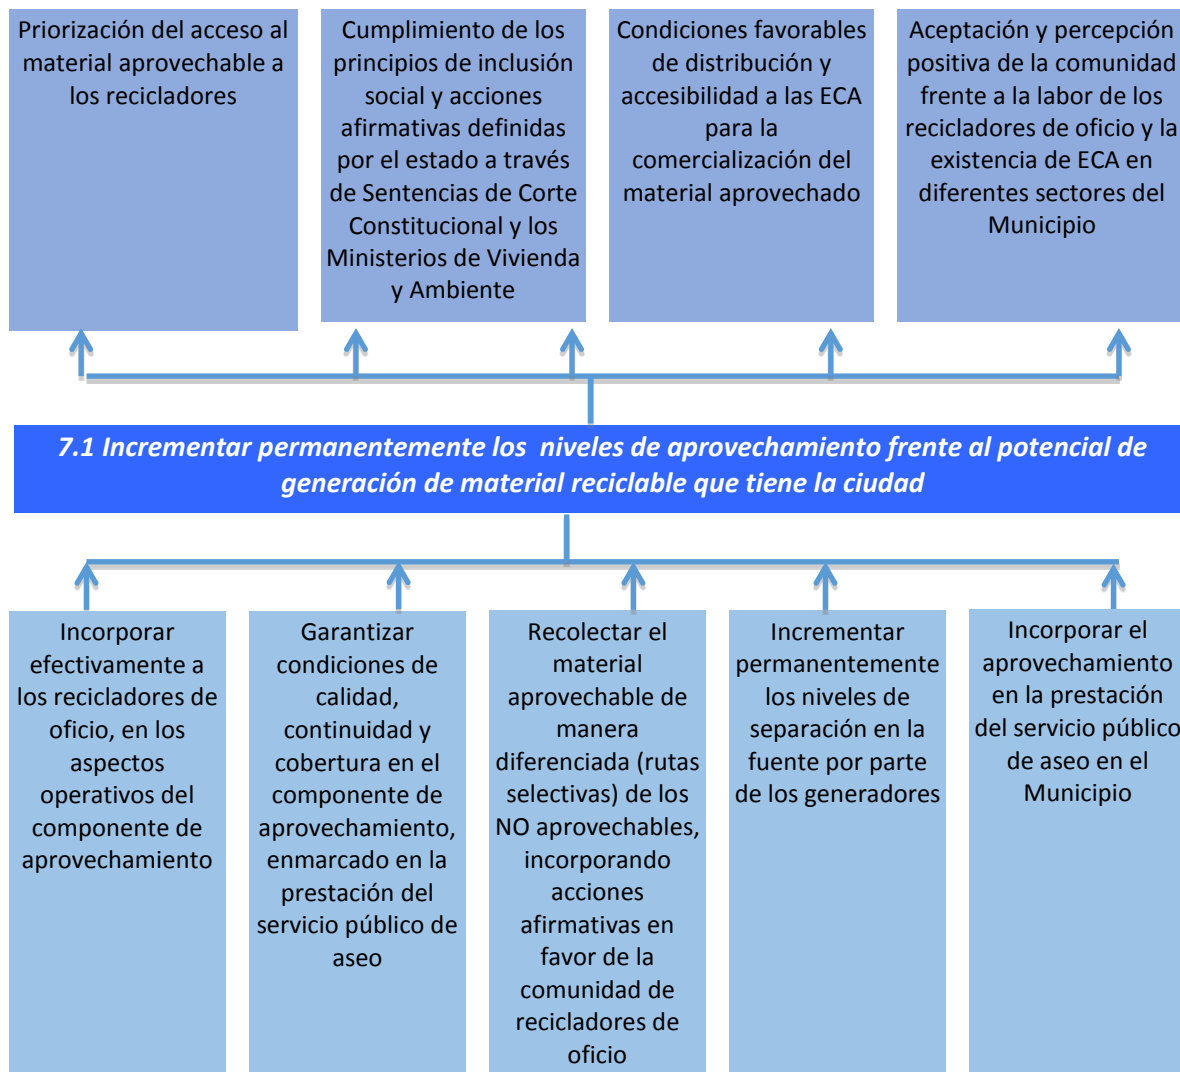 Priorización del acceso al
material aprovechable a
los recicladores
Cumplimiento de los
principios de inclusión
social y acciones
afirmativas definidas
por el estado a través
de Sentencias de Corte
Constitucional y los
Ministerios de Vivienda
y Ambiente
Condiciones favorables
de distribución y
accesibilidad a las ECA
para la
comercialización del
material aprovechado
Aceptación y percepción
positiva de la comunidad
frente a la labor de los
recicladores de oficio y la
existencia de ECA en
diferentes sectores del
Municipio
7.1 Incrementar permanentemente los niveles de aprovechamiento frente al potencial de
generación de material reciclable que tiene la ciudad
Incorporar
efectivamente a
los recicladores de
oficio, en los
aspectos
operativos del
componente de
aprovechamiento
Garantizar
condiciones de
calidad,
continuidad y
cobertura en el
componente de
aprovechamiento,
enmarcado en la
prestación del
servicio público de
aseo
Recolectar el
material
aprovechable de
manera
diferenciada (rutas
selectivas) de los
NO aprovechables,
incorporando
acciones
afirmativas en
favor de la
comunidad de
recicladores de
oficio
Incrementar
permanentemente
los niveles de
separación en la
fuente por parte
de los generadores
Incorporar el
aprovechamiento
en la prestación
del servicio público
de aseo en el
Municipio